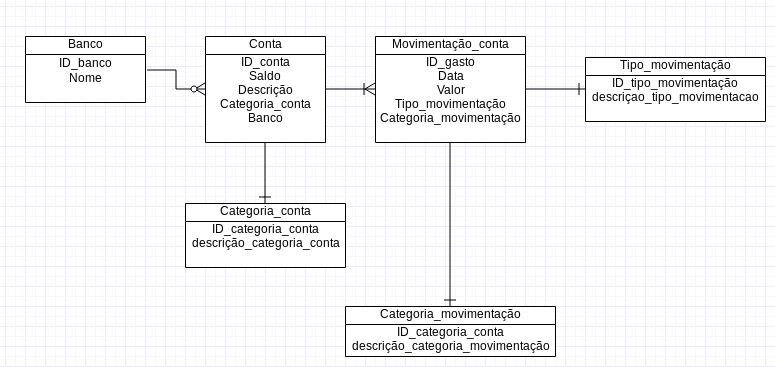 Banco
ID_banco
Nome
Conta
ID_conta
Saldo
Descrição
Categoria_conta
Banco
Movimentação_conta
ID_gasto
Data
Valor
Tipo_movimentação
Categoria_movimentação
Tipo_movimentação
ID_tipo_movimentação
descriçao_tipo_movimentacao
Categoria_conta
ID_categoria_conta
descrição_categoria_conta
Categoria_movimentação
ID_categoria_conta
descrição_categoria_movimentação